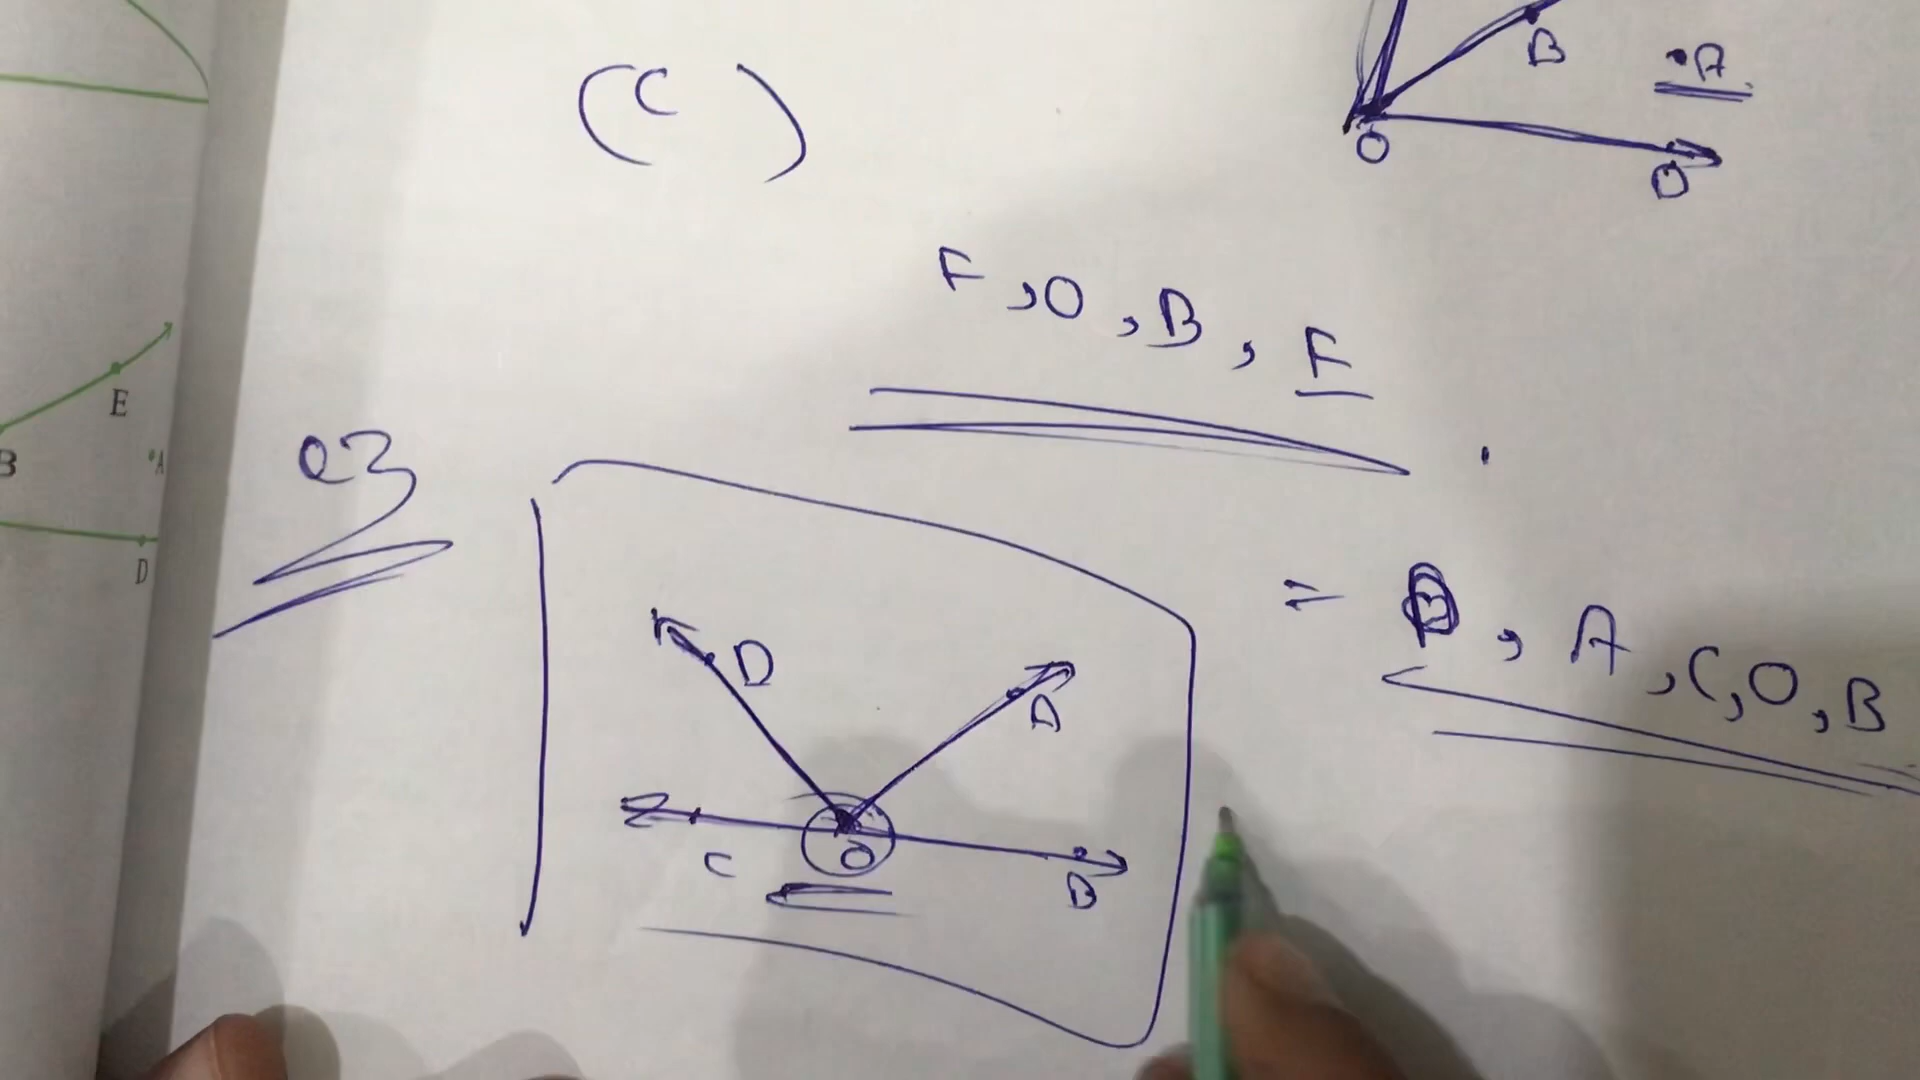 (C)
B
.A
O
D
F, O, B, F
E
B
.A
D
Q3
D
D
C
O
B
= D, A, C, O, B